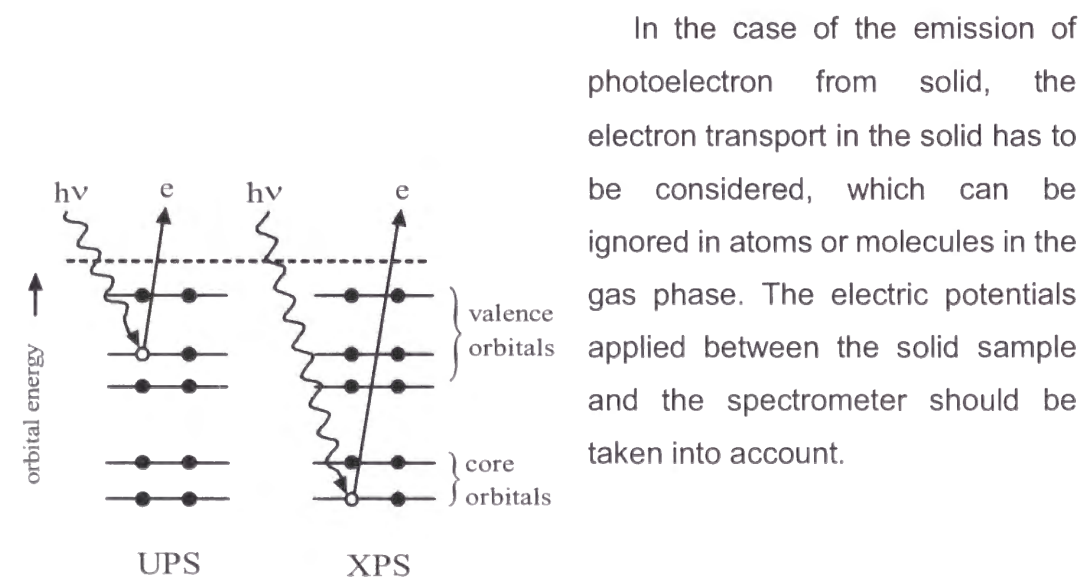 In the case of the emission of
photoelectron from solid, the
electron transport in the solid has to
be considered, which can be
ignored in atoms or molecules in the
gas phase. The electric potentials
applied between the solid sample
and the spectrometer should be
taken into account.
hν e hν e
orbital energy
valence
orbitals
core
orbitals
UPS XPS